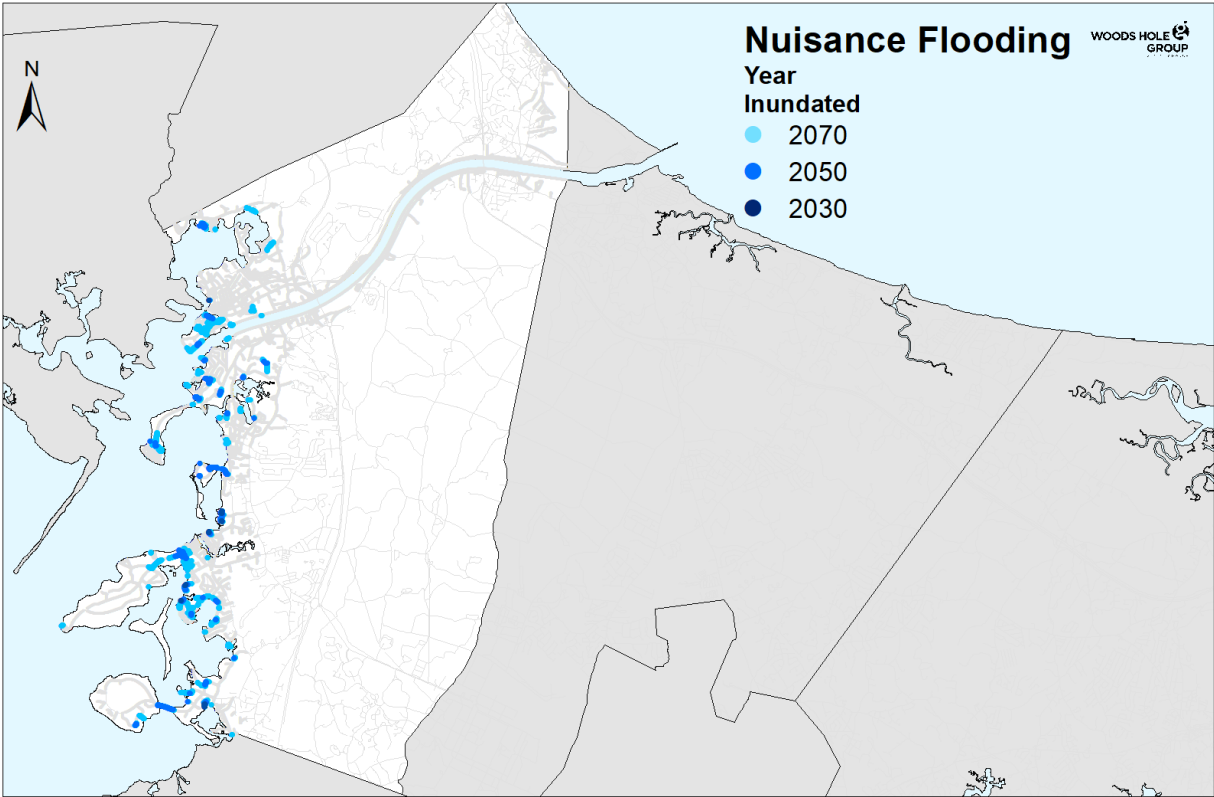 Nuisance Flooding
WOODS HOLE
GROUP
Year
Inundated
2070
2050
2030
N